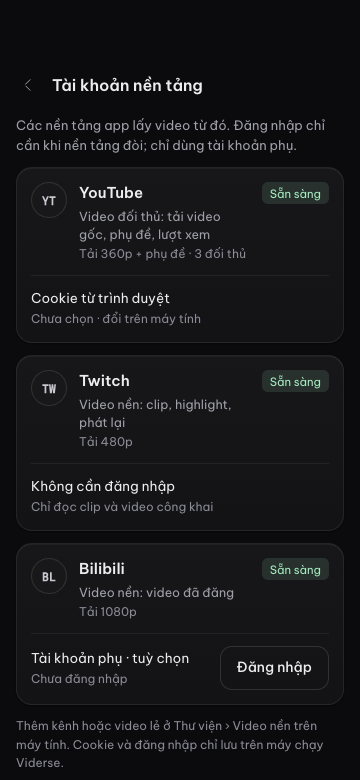 Tài khoản nền tảng
Các nền tảng app lấy video từ đó. Đăng nhập chỉ
cần khi nền tảng đòi; chỉ dùng tài khoản phụ.
YT
YouTube
Sẵn sàng
Video đối thủ: tải video
gốc, phụ đề, lượt xem
Tải 360p + phụ đề · 3 đối thủ
Cookie từ trình duyệt
Chưa chọn · đổi trên máy tính
TW
Twitch
Sẵn sàng
Video nền: clip, highlight,
phát lại
Tải 480p
Không cần đăng nhập
Chỉ đọc clip và video công khai
BL
Bilibili
Sẵn sàng
Video nền: video đã đăng
Tải 1080p
Tài khoản phụ · tuỳ chọn
Chưa đăng nhập
Đăng nhập
Thêm kênh hoặc video lẻ ở Thư viện › Video nền trên
máy tính. Cookie và đăng nhập chỉ lưu trên máy chạy
Viderse.